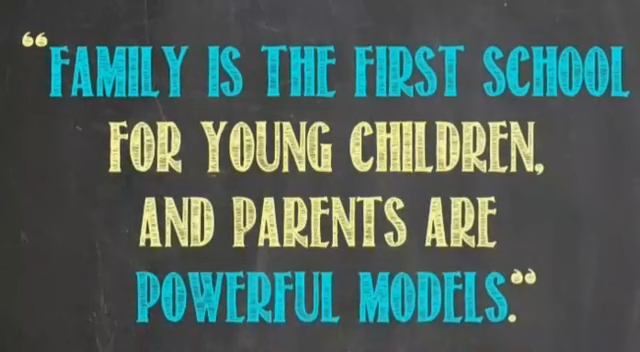 “FAMILY IS THE FIRST SCHOOL
FOR YOUNG CHILDREN,
AND PARENTS ARE
POWERFUL MODELS.”